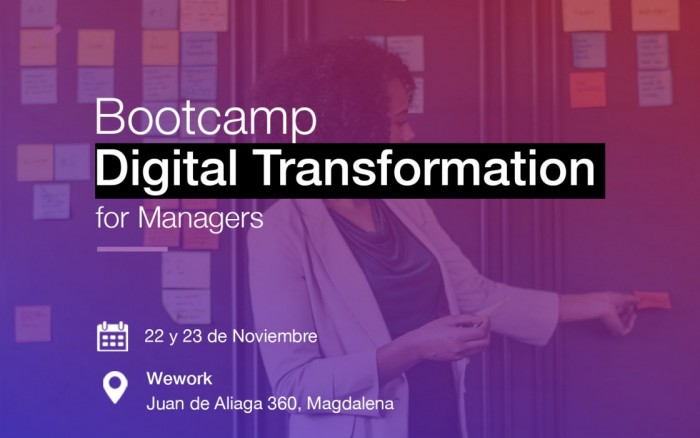 Bootcamp
Digital Transformation
for Managers
22 y 23 de Noviembre
Wework
Juan de Aliaga 360, Magdalena